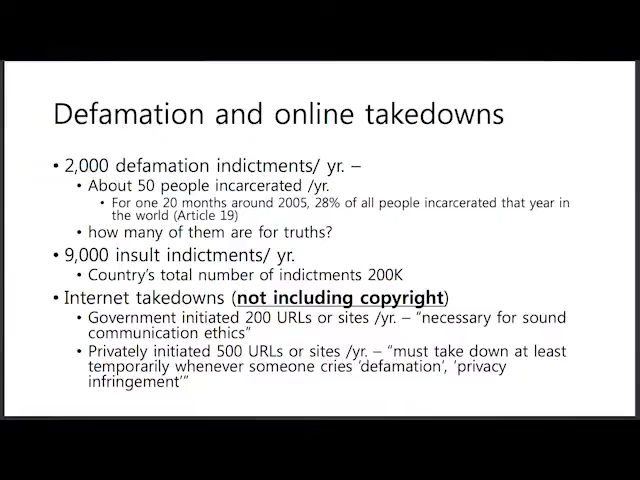 Defamation and online takedowns
• 2,000 defamation indictments/ yr. –
• About 50 people incarcerated /yr.
• For one 20 months around 2005, 28% of all people incarcerated that year in
the world (Article 19)
• how many of them are for truths?
• 9,000 insult indictments/ yr.
• Country's total number of indictments 200K
• Internet takedowns (not including copyright)
• Government initiated 200 URLs or sites /yr. – "necessary for sound
communication ethics"
• Privately initiated 500 URLs or sites /yr. – "must take down at least
temporarily whenever someone cries 'defamation', 'privacy
infringement'"